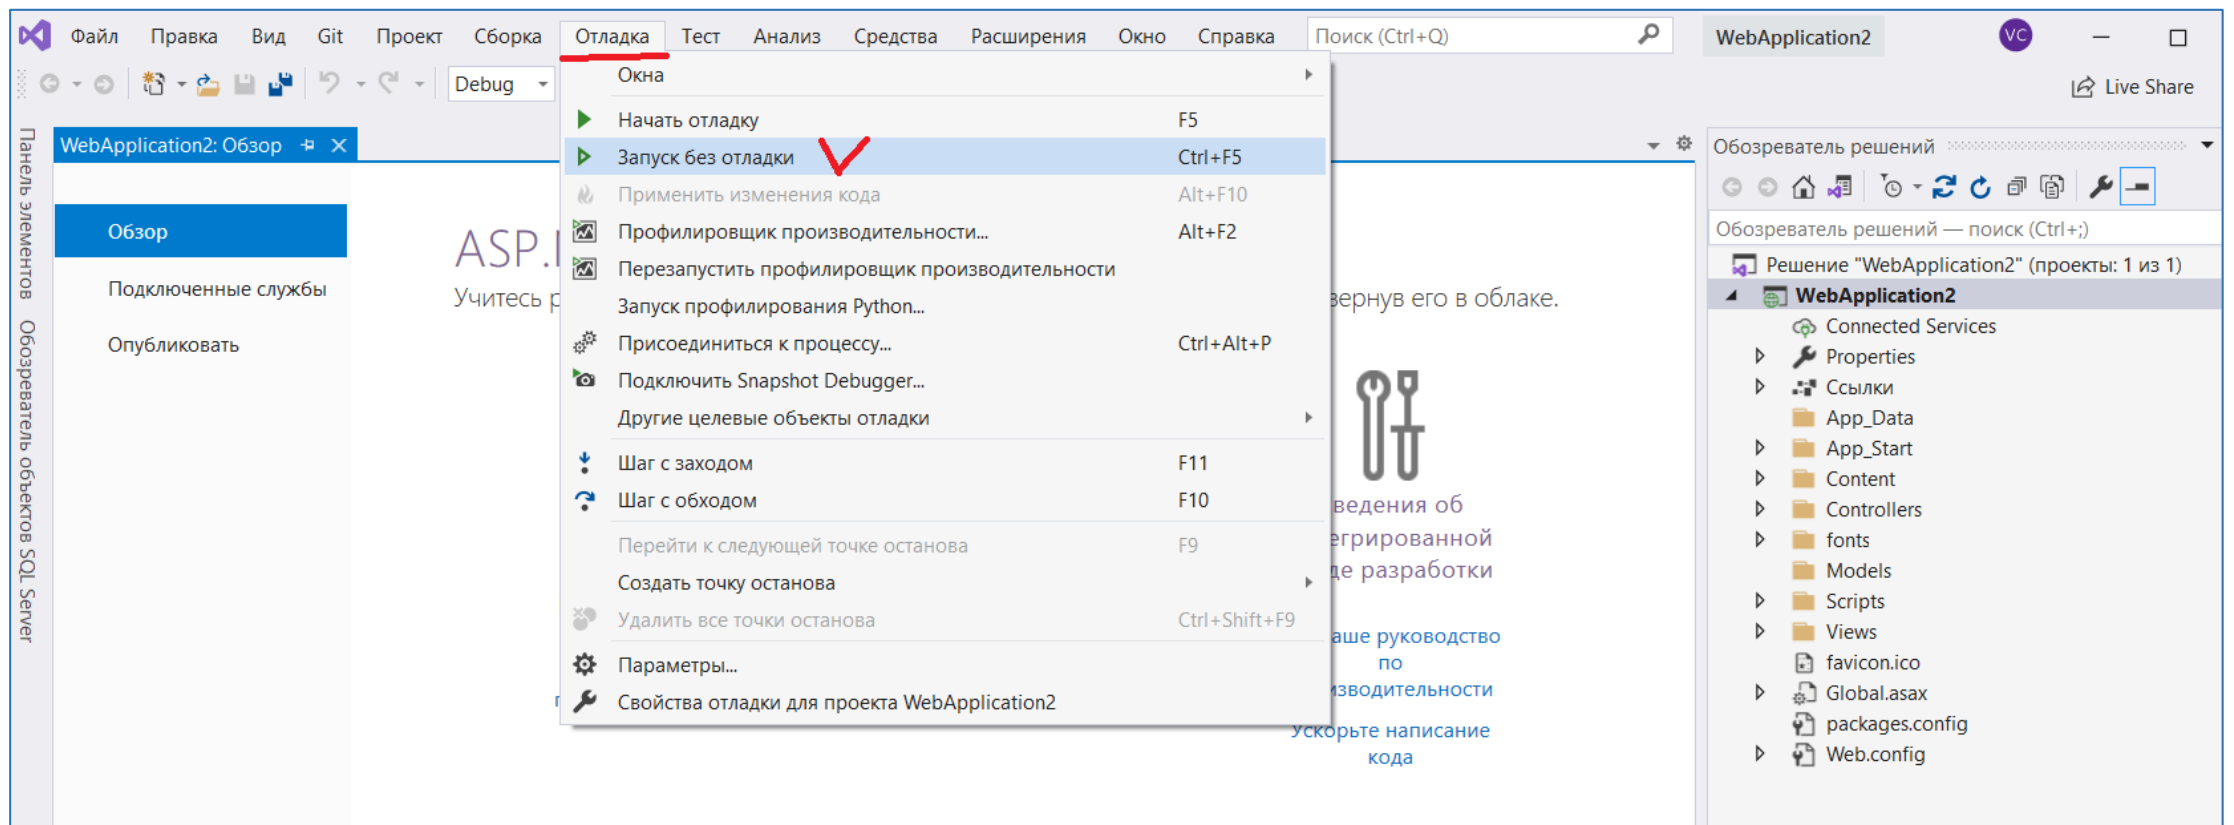 Файл Правка Вид Git Проект Сборка Отладка Тест Анализ Средства Расширения Окно Справка Поиск (Ctrl+Q) WebApplication2 VC
Debug Live Share
Панель элементов
Обозреватель объектов SQL Server
WebApplication2: Обзор
Обзор
Подключенные службы
Опубликовать
Окна
Начать отладку F5
Запуск без отладки Ctrl+F5
Применить изменения кода Alt+F10
Профилировщик производительности... Alt+F2
Перезапустить профилировщик производительности
Запуск профилирования Python...
Присоединиться к процессу... Ctrl+Alt+P
Подключить Snapshot Debugger...
Другие целевые объекты отладки
Шаг с заходом F11
Шаг с обходом F10
Перейти к следующей точке останова F9
Создать точку останова
Удалить все точки останова Ctrl+Shift+F9
Параметры...
Свойства отладки для проекта WebApplication2
ASP.
Учитесь
вернув его в облаке.
ведения об
егрированной
де разработки
аше руководство
по
изводительности
Ускорьте написание
кода
Обозреватель решений
Обозреватель решений — поиск (Ctrl+;)
Решение "WebApplication2" (проекты: 1 из 1)
WebApplication2
Connected Services
Properties
Ссылки
App_Data
App_Start
Content
Controllers
fonts
Models
Scripts
Views
favicon.ico
Global.asax
packages.config
Web.config